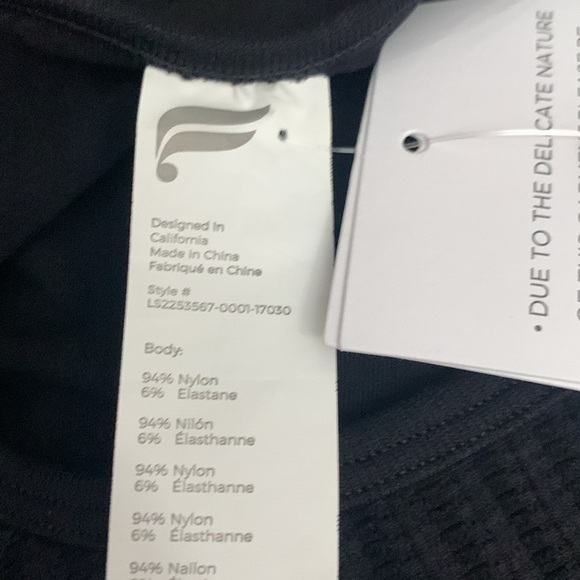 Designed in
California
Made in China
Fabriqué en Chine
Style #
LS2253567-0001-17030
Body:
94% Nylon
6% Elastane
94% Nilón
6% Élasthanne
94% Nylon
6% Élasthanne
94% Nylon
6% Élasthanne
94% Nailon
• DUE TO THE DELICATE NATURE